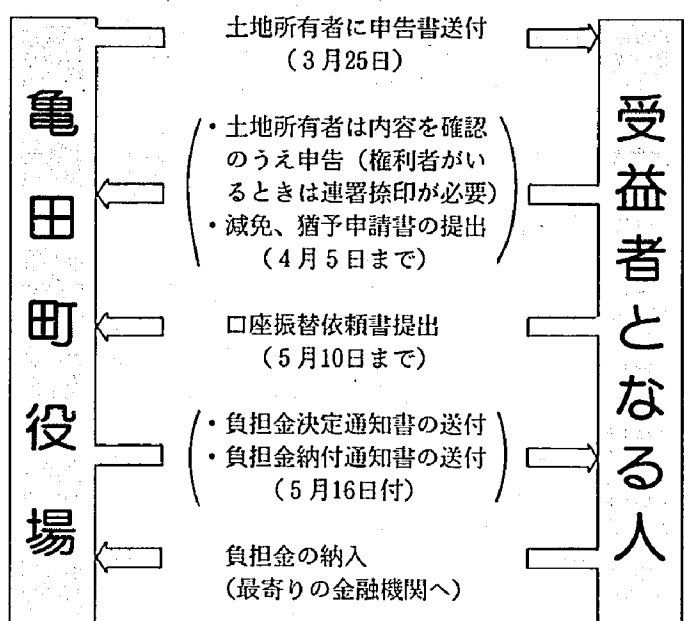 亀田町役場
土地所有者に申告書送付
（３月25日）
・土地所有者は内容を確認
のうえ申告（権利者がい
るときは連署捺印が必要）
・減免、猶予申請書の提出
（４月５日まで）
口座振替依頼書提出
（５月10日まで）
・負担金決定通知書の送付
・負担金納付通知書の送付
（５月16日付）
負担金の納入
（最寄りの金融機関へ）
受益者となる人